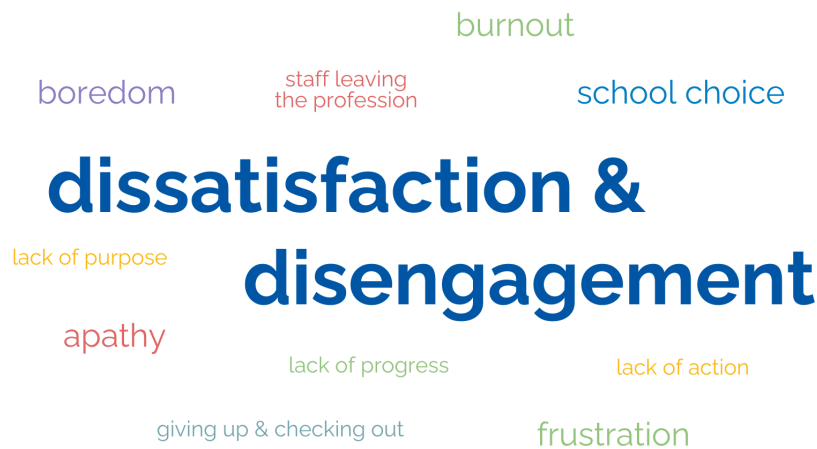 burnout
boredom
staff leaving
the profession
school choice
dissatisfaction &
disengagement
lack of purpose
apathy
lack of progress
lack of action
giving up & checking out
frustration